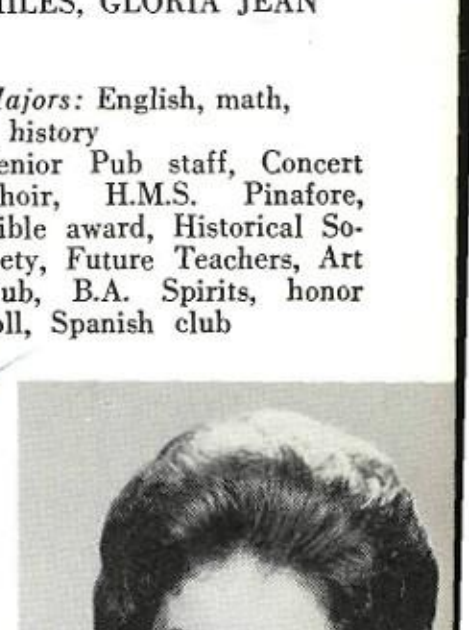 HILES, GLORIA JEAN
Majors: English, math,
history
enior Pub staff, Concert
hoir, H.M.S. Pinafore,
ible award, Historical So-
ety, Future Teachers, Art
ub, B.A. Spirits, honor
oll, Spanish club